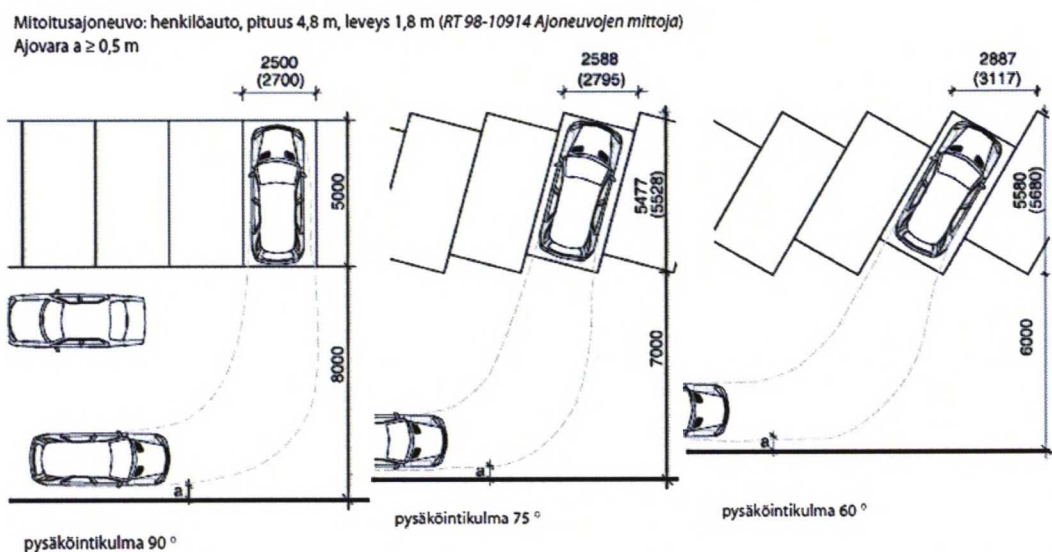 Mitoitusajoneuvo: henkilöauto, pituus 4,8 m, leveys 1,8 m (RT 98-10914 Ajoneuvojen mittoja)
Ajovara a ≥ 0,5 m
2500
(2700)
5000
8000
a
pysäköintikulma 90 °
2588
(2795)
5477
(5528)
7000
a
pysäköintikulma 75 °
2887
(3117)
5580
(5680)
6000
a
pysäköintikulma 60 °